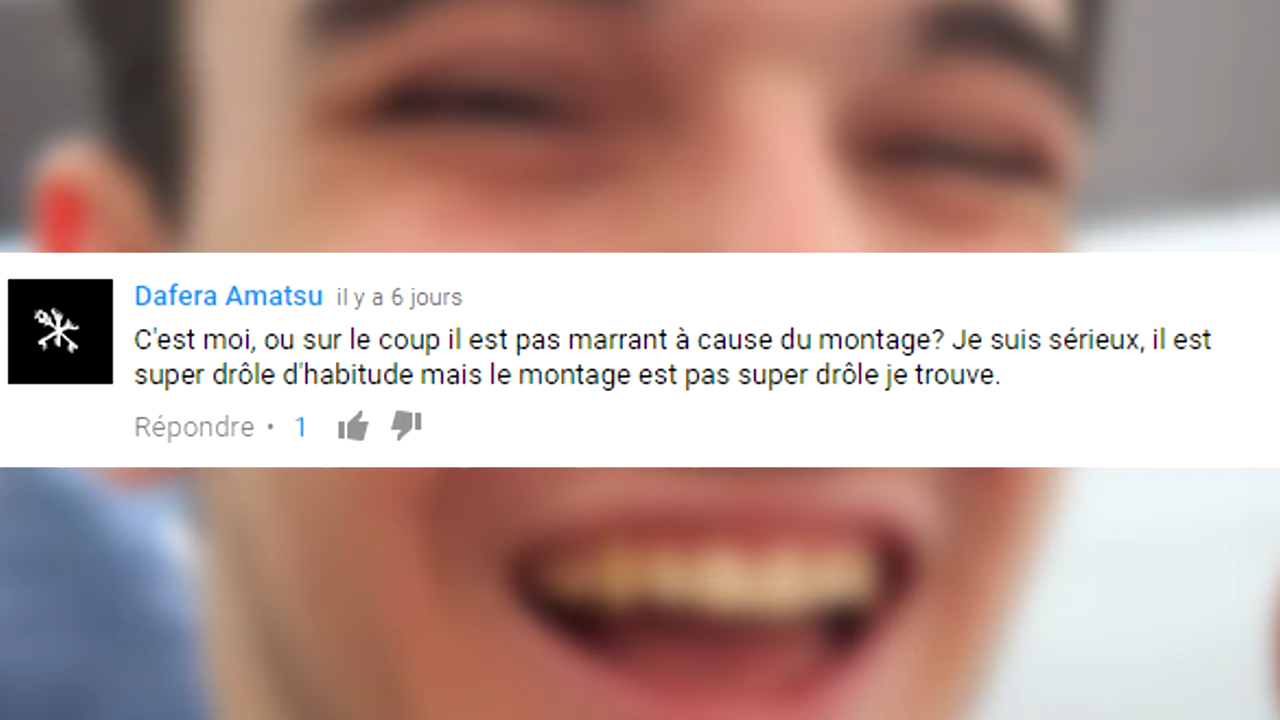 Dafera Amatsu il y a 6 jours
C'est moi, ou sur le coup il est pas marrant à cause du montage? Je suis sérieux, il est
super drôle d'habitude mais le montage est pas super drôle je trouve.
Répondre • 1